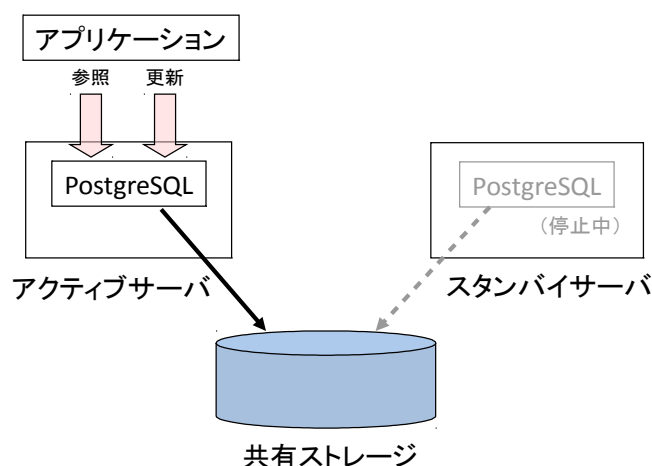 アプリケーション
参照 更新
PostgreSQL
アクティブサーバ
PostgreSQL
（停止中）
スタンバイサーバ
共有ストレージ